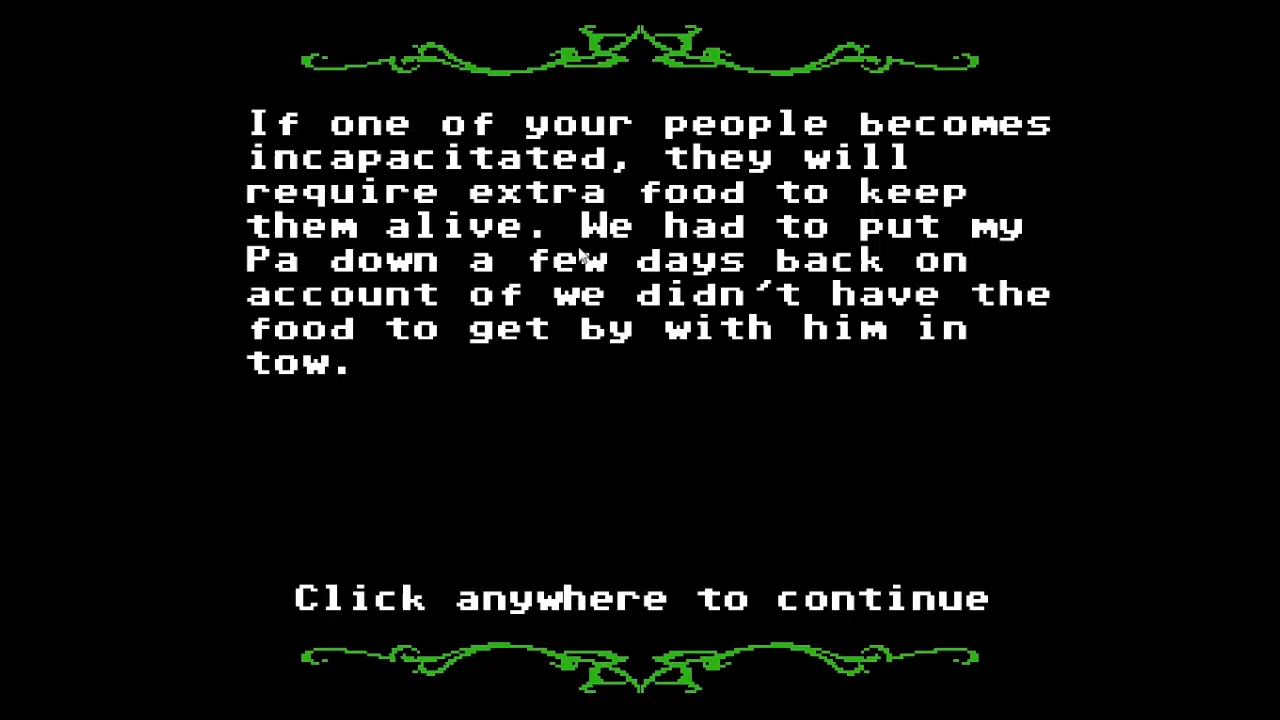 If one of your people becomes
incapacitated, they will
require extra food to keep
them alive. We had to put my
Pa down a few days back on
account of we didn't have the
food to get by with him in
tow.
Click anywhere to continue